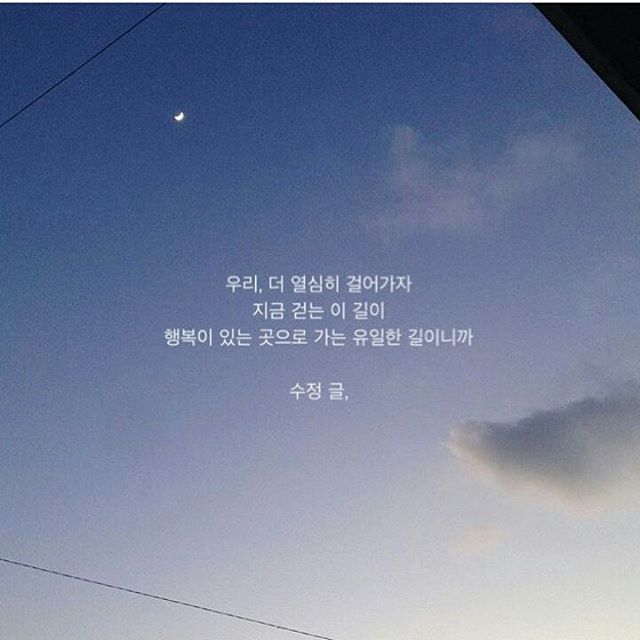 우리, 더 열심히 걸어가자
지금 걷는 이 길이
행복이 있는 곳으로 가는 유일한 길이니까
수정 글,